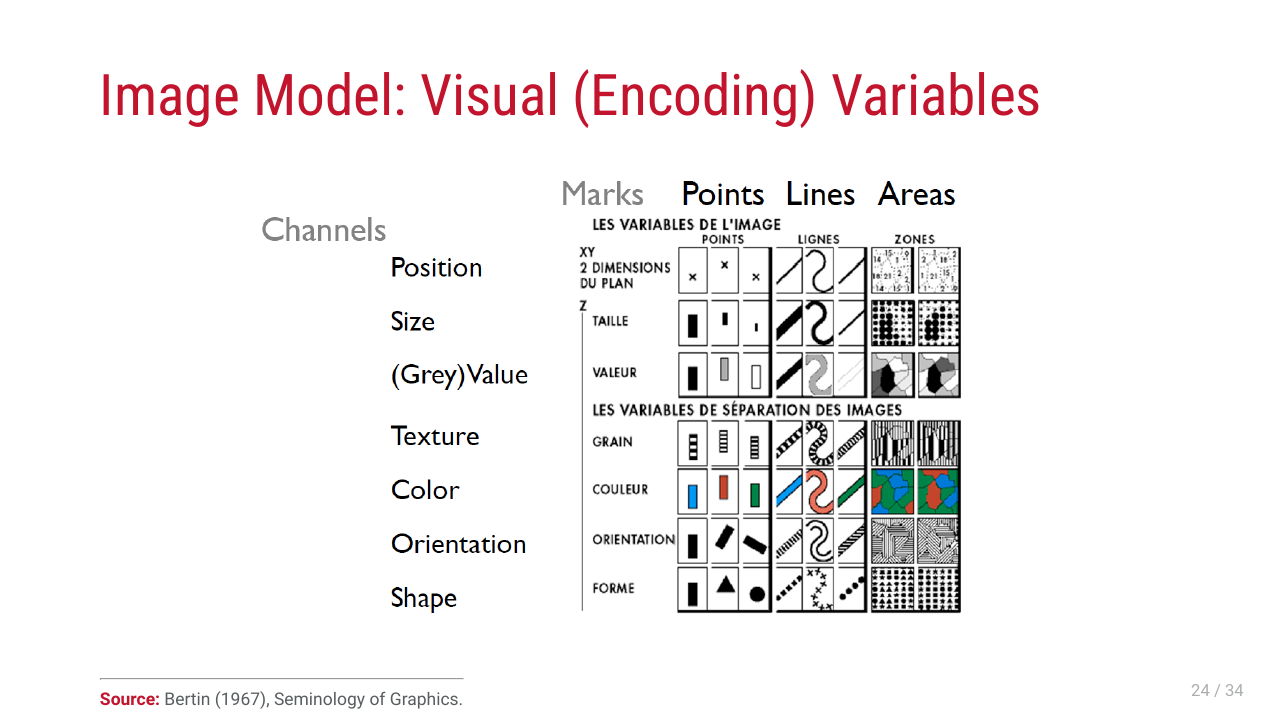 Image Model: Visual (Encoding) Variables
Marks Points Lines Areas
Channels
LES VARIABLES DE L'IMAGE
POINTS LIGNES ZONES
Position
XY
2 DIMENSIONS
DU PLAN
Z
Size
TAILLE
(Grey)Value
VALEUR
LES VARIABLES DE SÉPARATION DES IMAGES
Texture
GRAIN
Color
COULEUR
Orientation
ORIENTATION
Shape
FORME
Source: Bertin (1967), Seminology of Graphics.
24 / 34